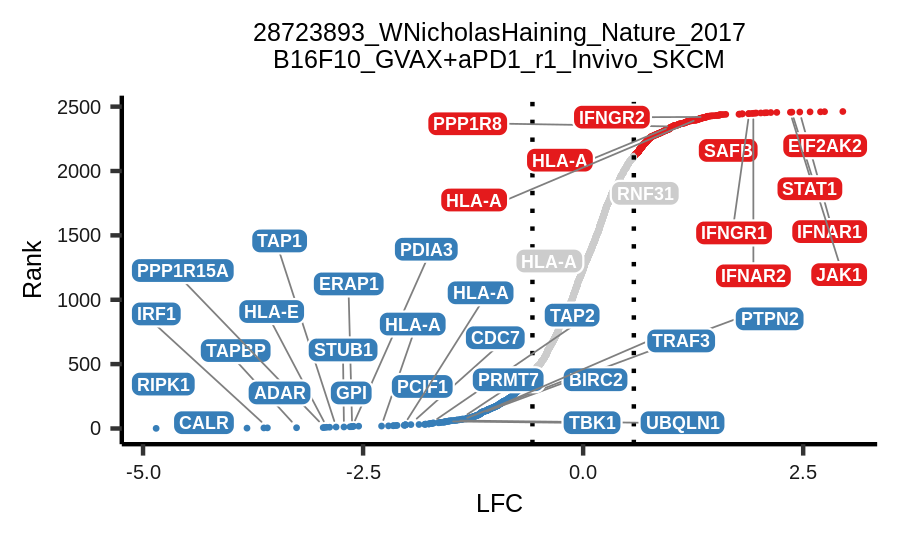 28723893_WNicholasHaining_Nature_2017
B16F10_GVAX+aPD1_r1_Invivo_SKCM
Rank
2500
2000
1500
1000
500
0
PPP1R8
IFNGR2
HLA-A
SAFB
EIF2AK2
HLA-A
RNF31
STAT1
IFNGR1
IFNAR1
TAP1
PDIA3
HLA-A
IFNAR2
JAK1
PPP1R15A
ERAP1
HLA-A
IRF1
HLA-E
HLA-A
TAP2
PTPN2
TAPBP
STUB1
CDC7
TRAF3
RIPK1
ADAR
GPI
PCIF1
PRMT7
BIRC2
CALR
TBK1
UBQLN1
-5.0
-2.5
0.0
2.5
LFC